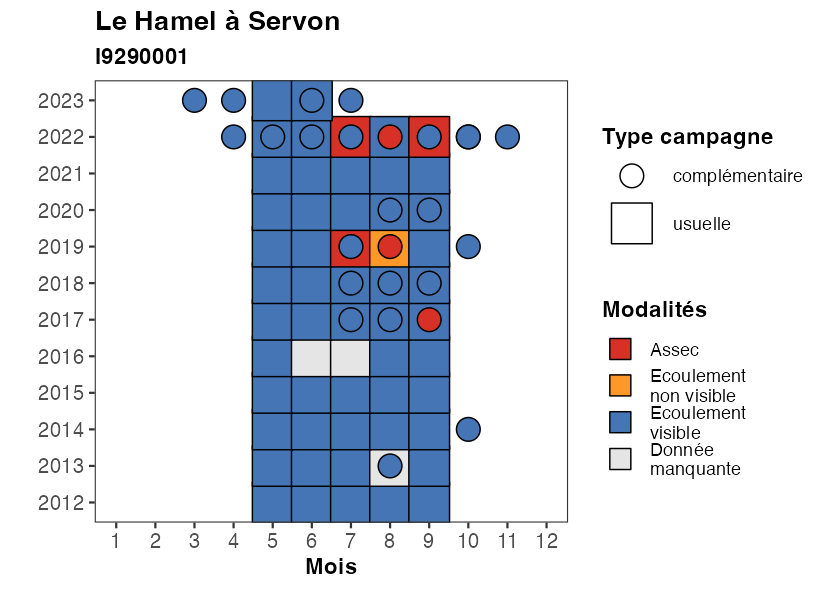 Le Hamel à Servon
I9290001
2023
2022
2021
2020
2019
2018
2017
2016
2015
2014
2013
2012
1 2 3 4 5 6 7 8 9 10 11 12
Mois
Type campagne
complémentaire
usuelle
Modalités
Assec
Ecoulement
non visible
Ecoulement
visible
Donnée
manquante